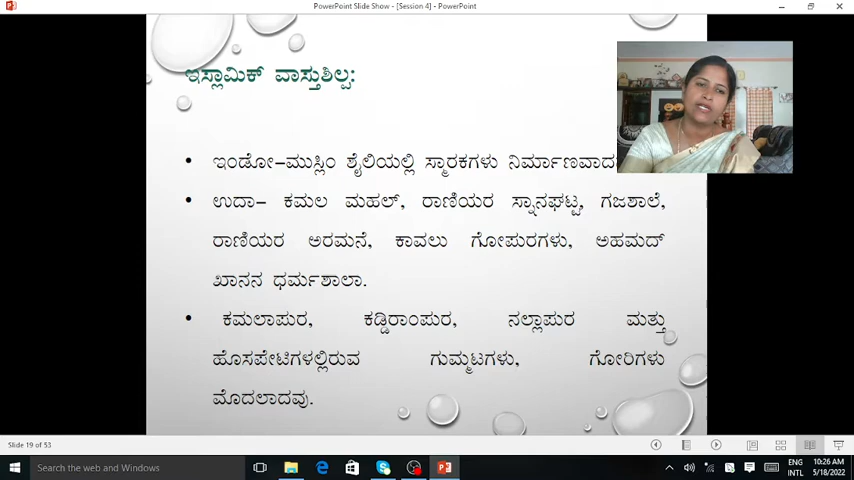 PowerPoint Slide Show - [Session 4] - PowerPoint
ಇಸ್ಲಾಮಿಕ್ ವಾಸ್ತುಶಿಲ್ಪ:
• ಇಂಡೋ-ಮುಸ್ಲಿಂ ಶೈಲಿಯಲ್ಲಿ ಸ್ಮಾರಕಗಳು
• ಉದಾ- ಕಮಲ ಮಹಲ್, ರಾಣಿಯರ ಸ್ನಾನಘಟ್ಟ, ಗಜಶಾಲೆ,
ರಾಣಿಯರ ಅರಮನೆ, ಕಾವಲು ಗೋಪುರಗಳು, ಅಹಮದ್
ಖಾನನ ಧರ್ಮಶಾಲಾ.
• ಕಮಲಾಪುರ, ಕಡ್ಡಿರಾಂಪುರ, ನಲ್ಲಾಪುರ ಮತ್ತು
ಹೊಸಪೇಟೆಗಳಲ್ಲಿರುವ ಗುಮ್ಮಟಗಳು, ಗೋರಿಗಳು
ಮೊದಲಾದವು.
Slide 19 of 53
Search the web and Windows
ENG 10:26 AM
INTL 5/18/2022